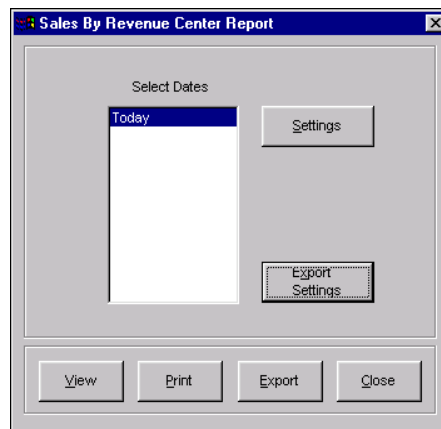 Sales By Revenue Center Report
Select Dates
Today
Settings
Export
Settings
View
Print
Export
Close